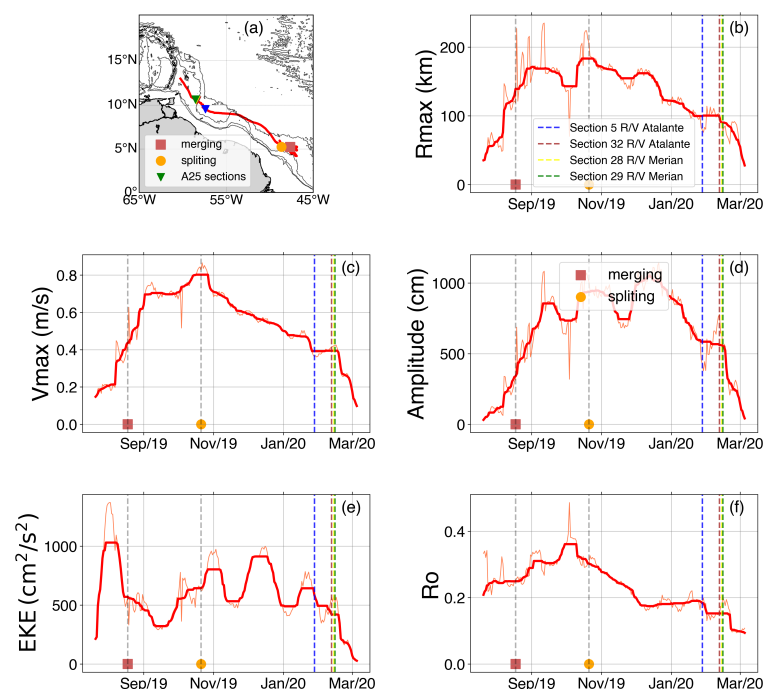 (a)
15°N
10°N
5°N
0°
65°W
55°W
45°W
merging
spliting
A25 sections
(b)
Rmax (km)
200
100
0
Section 5 R/V Atalante
Section 32 R/V Atalante
Section 28 R/V Merian
Section 29 R/V Merian
Sep/19
Nov/19
Jan/20
Mar/20
(c)
Vmax (m/s)
0.8
0.6
0.4
0.2
0.0
Sep/19
Nov/19
Jan/20
Mar/20
(d)
Amplitude (cm)
1000
500
0
merging
spliting
Sep/19
Nov/19
Jan/20
Mar/20
(e)
EKE (cm²/s²)
1000
500
0
Sep/19
Nov/19
Jan/20
Mar/20
(f)
Ro
0.4
0.2
0.0
Sep/19
Nov/19
Jan/20
Mar/20